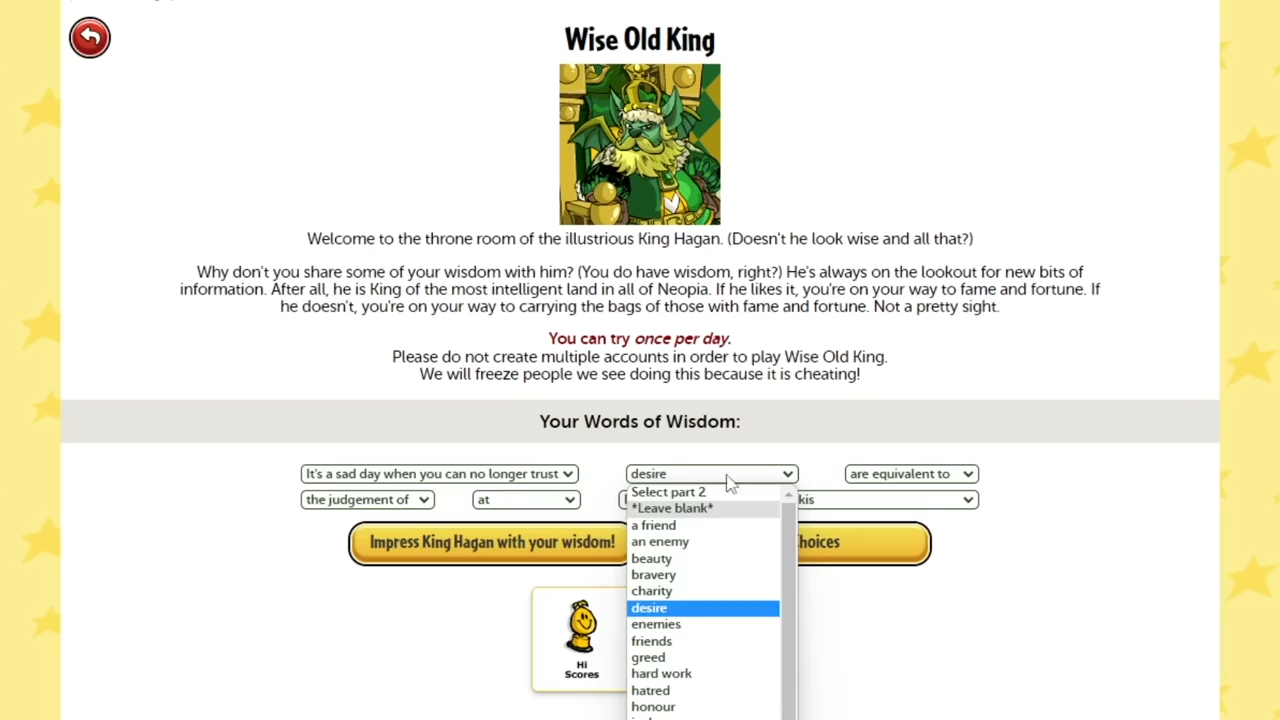 Wise Old King
Welcome to the throne room of the illustrious King Hagan. (Doesn't he look wise and all that?)
Why don't you share some of your wisdom with him? (You do have wisdom, right?) He's always on the lookout for new bits of
information. After all, he is King of the most intelligent land in all of Neopia. If he likes it, you're on your way to fame and fortune. If
he doesn't, you're on your way to carrying the bags of those with fame and fortune. Not a pretty sight.
You can try once per day.
Please do not create multiple accounts in order to play Wise Old King.
We will freeze people we see doing this because it is cheating!
Your Words of Wisdom:
It's a sad day when you can no longer trust
desire
are equivalent to
the judgement of
at
kis
Impress King Hagan with your wisdom!
hoices
Select part 2
*Leave blank*
a friend
an enemy
beauty
bravery
charity
desire
enemies
friends
greed
hard work
hatred
honour
Hi
Scores